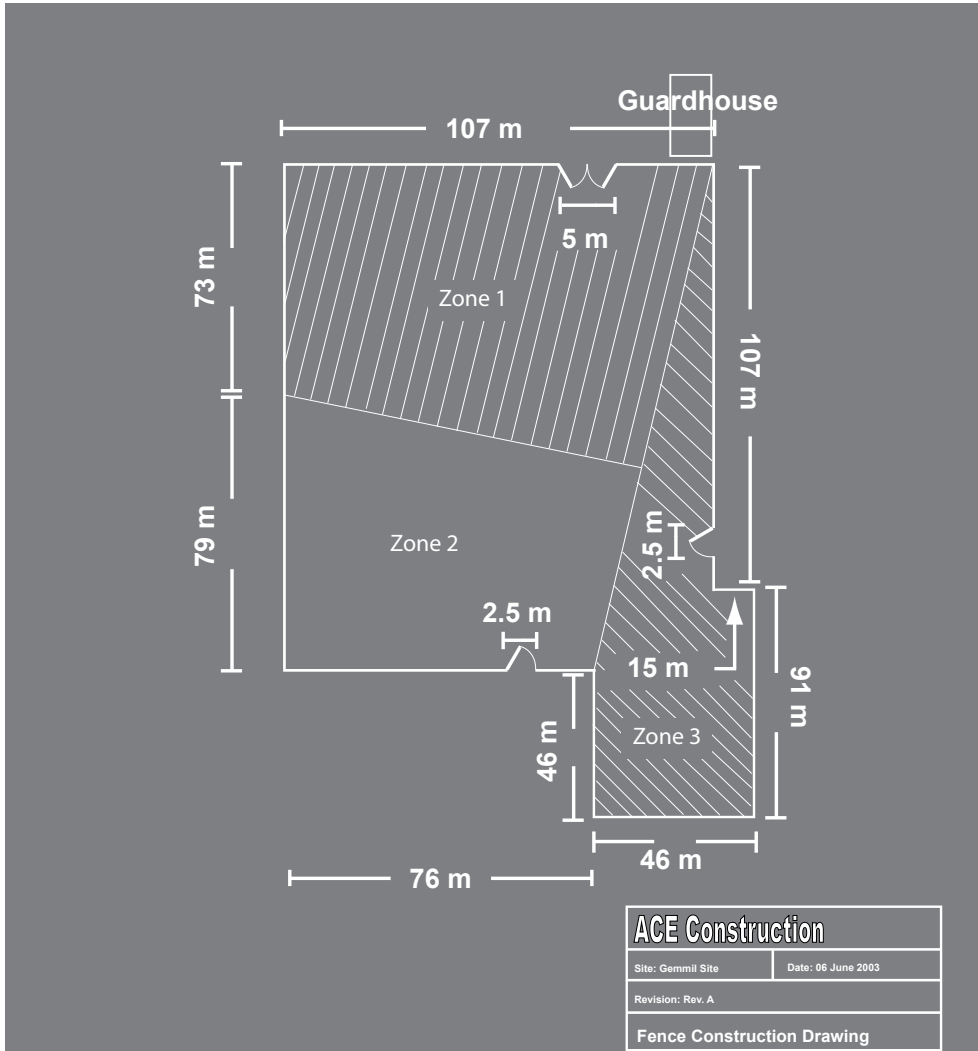 Guardhouse
107 m
73 m
5 m
Zone 1
107 m
79 m
Zone 2
2.5 m
2.5 m
15 m
91 m
46 m
Zone 3
46 m
76 m
ACE Construction
Site: Gemmil Site
Date: 06 June 2003
Revision: Rev. A
Fence Construction Drawing